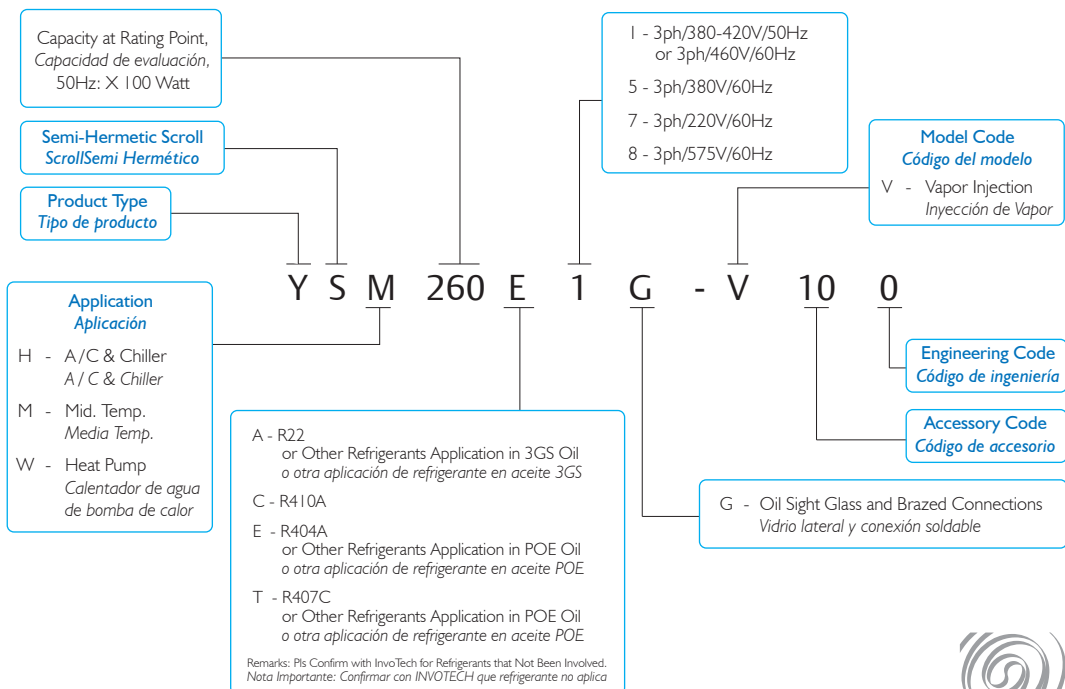 Capacity at Rating Point,
Capacidad de evaluación,
50Hz: X 100 Watt
Semi-Hermetic Scroll
ScrollSemi Hermético
Product Type
Tipo de producto
1 - 3ph/380-420V/50Hz
or 3ph/460V/60Hz
5 - 3ph/380V/60Hz
7 - 3ph/220V/60Hz
8 - 3ph/575V/60Hz
Model Code
Código del modelo
V - Vapor Injection
Inyección de Vapor
Y S M 260 E 1 G - V 10 0
Application
Aplicación
H - A/C & Chiller
A/C & Chiller
M - Mid. Temp.
Media Temp.
W - Heat Pump
Calentador de agua
de bomba de calor
A - R22
or Other Refrigerants Application in 3GS Oil
o otra aplicación de refrigerante en aceite 3GS
C - R410A
E - R404A
or Other Refrigerants Application in POE Oil
o otra aplicación de refrigerante en aceite POE
T - R407C
or Other Refrigerants Application in POE Oil
o otra aplicación de refrigerante en aceite POE
Remarks: Pls Confirm with InvoTech for Refrigerants that Not Been Involved.
Nota Importante: Confirmar con INVOTECH que refrigerante no aplica
Engineering Code
Código de ingeniería
Accessory Code
Código de accesorio
G - Oil Sight Glass and Brazed Connections
Vidrio lateral y conexión soldable